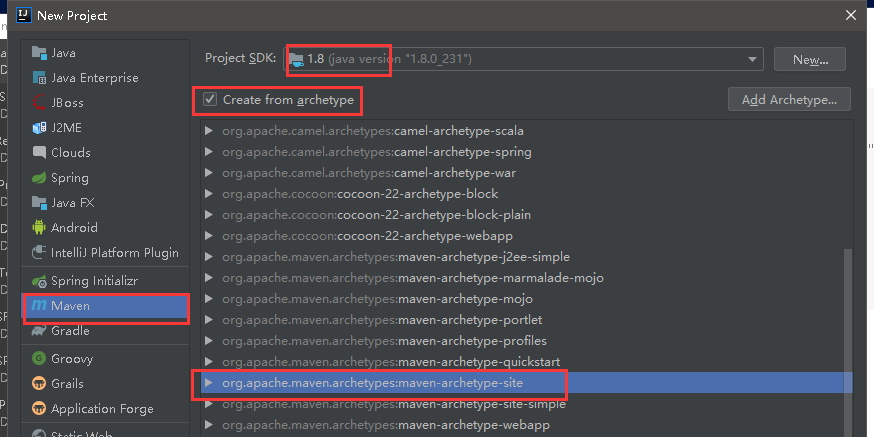 New Project
Java
Java Enterprise
JBoss
J2ME
Clouds
Spring
Java FX
Android
IntelliJ Platform Plugin
Spring Initializr
Maven
Gradle
Groovy
Grails
Application Forge
Static Web
Project SDK:
1.8 (java version "1.8.0_231")
New...
Create from archetype
Add Archetype...
org.apache.camel.archetypes:camel-archetype-scala
org.apache.camel.archetypes:camel-archetype-spring
org.apache.camel.archetypes:camel-archetype-war
org.apache.cocoon:cocoon-22-archetype-block
org.apache.cocoon:cocoon-22-archetype-block-plain
org.apache.cocoon:cocoon-22-archetype-webapp
org.apache.maven.archetypes:maven-archetype-j2ee-simple
org.apache.maven.archetypes:maven-archetype-marmalade-mojo
org.apache.maven.archetypes:maven-archetype-mojo
org.apache.maven.archetypes:maven-archetype-portlet
org.apache.maven.archetypes:maven-archetype-profiles
org.apache.maven.archetypes:maven-archetype-quickstart
org.apache.maven.archetypes:maven-archetype-site
org.apache.maven.archetypes:maven-archetype-site-simple
org.apache.maven.archetypes:maven-archetype-webapp